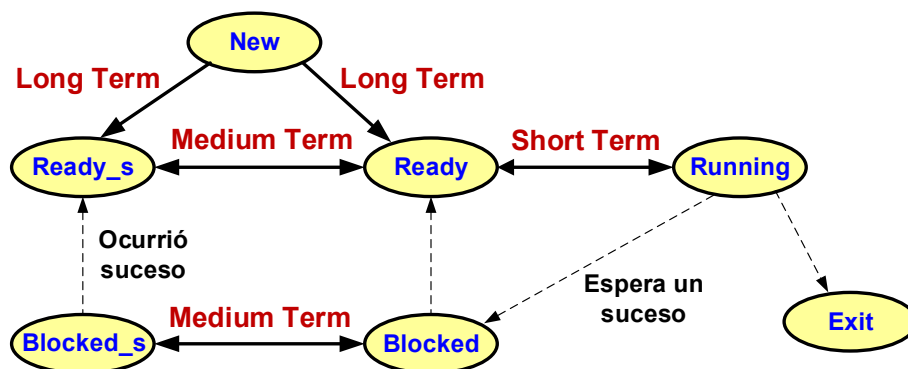 New
Long Term
Long Term
Ready_s
Medium Term
Ready
Short Term
Running
Ocurrió
suceso
Espera un
suceso
Blocked_s
Medium Term
Blocked
Exit